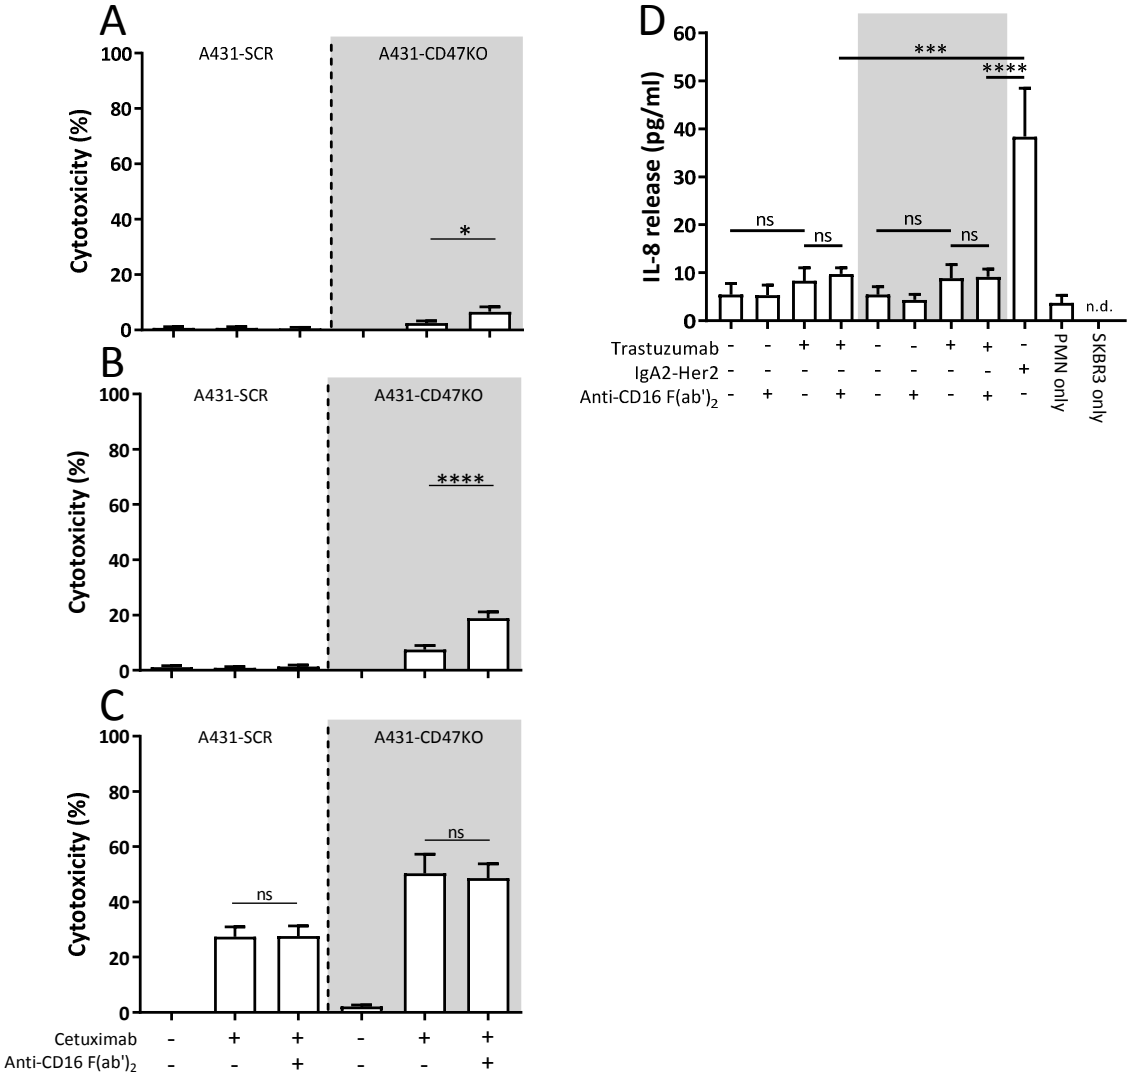 A
A431-SCR
A431-CD47KO
Cytotoxicity (%)
100
80
60
40
20
0
*
B
A431-SCR
A431-CD47KO
Cytotoxicity (%)
100
80
60
40
20
0
****
C
A431-SCR
A431-CD47KO
Cytotoxicity (%)
100
80
60
40
20
0
ns
ns
Cetuximab - + + - + +
Anti-CD16 F(ab')2 - - + - - +
D
IL-8 release (pg/ml)
60
50
40
30
20
10
0
***
****
ns
ns
ns
ns
n.d.
Trastuzumab - - + + - - + + -
IgA2-Her2 - - - - - - - - +
Anti-CD16 F(ab')2 - + - + - + - + -
PMN only
SKBR3 only